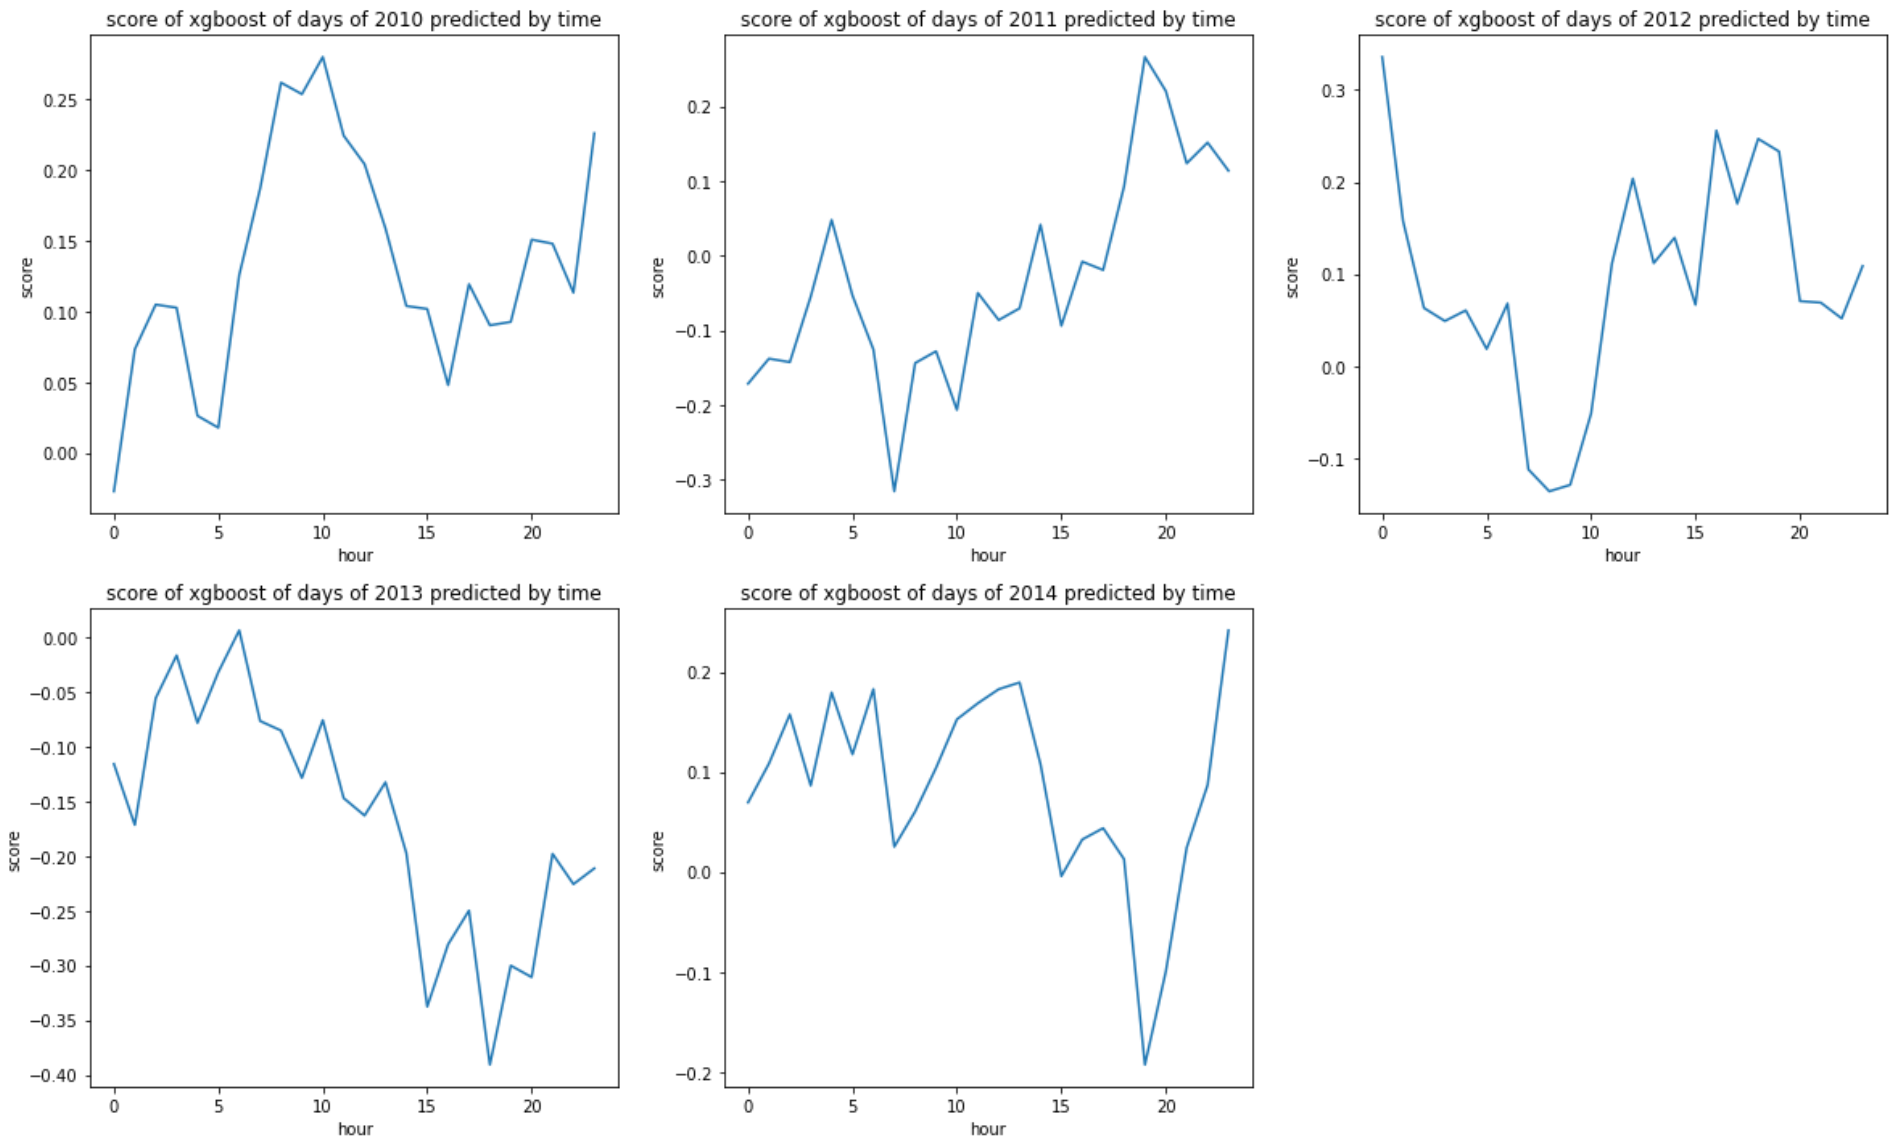 score of xgboost of days of 2010 predicted by time
score
0.25
0.20
0.15
0.10
0.05
0.00
0 5 10 15 20
hour
score of xgboost of days of 2011 predicted by time
score
0.2
0.1
0.0
−0.1
−0.2
−0.3
0 5 10 15 20
hour
score of xgboost of days of 2012 predicted by time
score
0.3
0.2
0.1
0.0
−0.1
0 5 10 15 20
hour
score of xgboost of days of 2013 predicted by time
score
0.00
−0.05
−0.10
−0.15
−0.20
−0.25
−0.30
−0.35
−0.40
0 5 10 15 20
hour
score of xgboost of days of 2014 predicted by time
score
0.2
0.1
0.0
−0.1
−0.2
0 5 10 15 20
hour